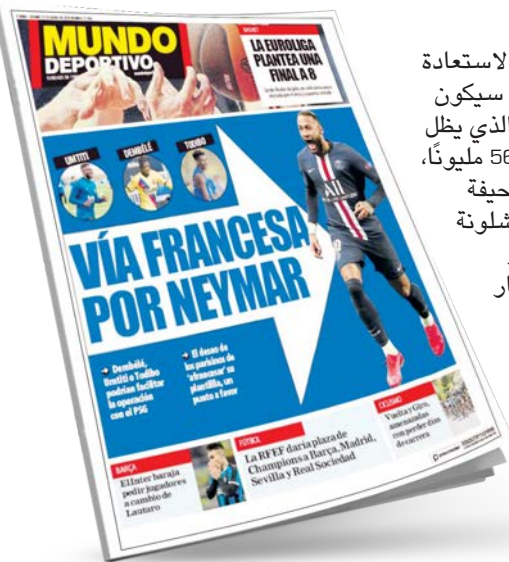 MUNDO
DEPORTIVO
BASKET
LA EUROLIGA
PLANTEA UNA
FINAL A 8
UMTITI
DEMBÉLÉ
TODIBO
VÍA FRANCESA
POR NEYMAR
Dembélé,
Umtiti o Todibo
podrían facilitar
la operación
con el PSG
El deseo de
los parisinos de
'afrancesar' su
plantilla, un
punto a favor
BARÇA
El Inter baraja
pedir jugadores
a cambio de
Lautaro
FÚTBOL
La RFEF daría plaza de
Champions a Barça, Madrid,
Sevilla y Real Sociedad
CICLISMO
Vuelta y Giro,
amenazadas
con perder días
de carrera
لاستعادة
سيكون
الذي يظل
56 مليونًا،
حيفة
شلونة
ار